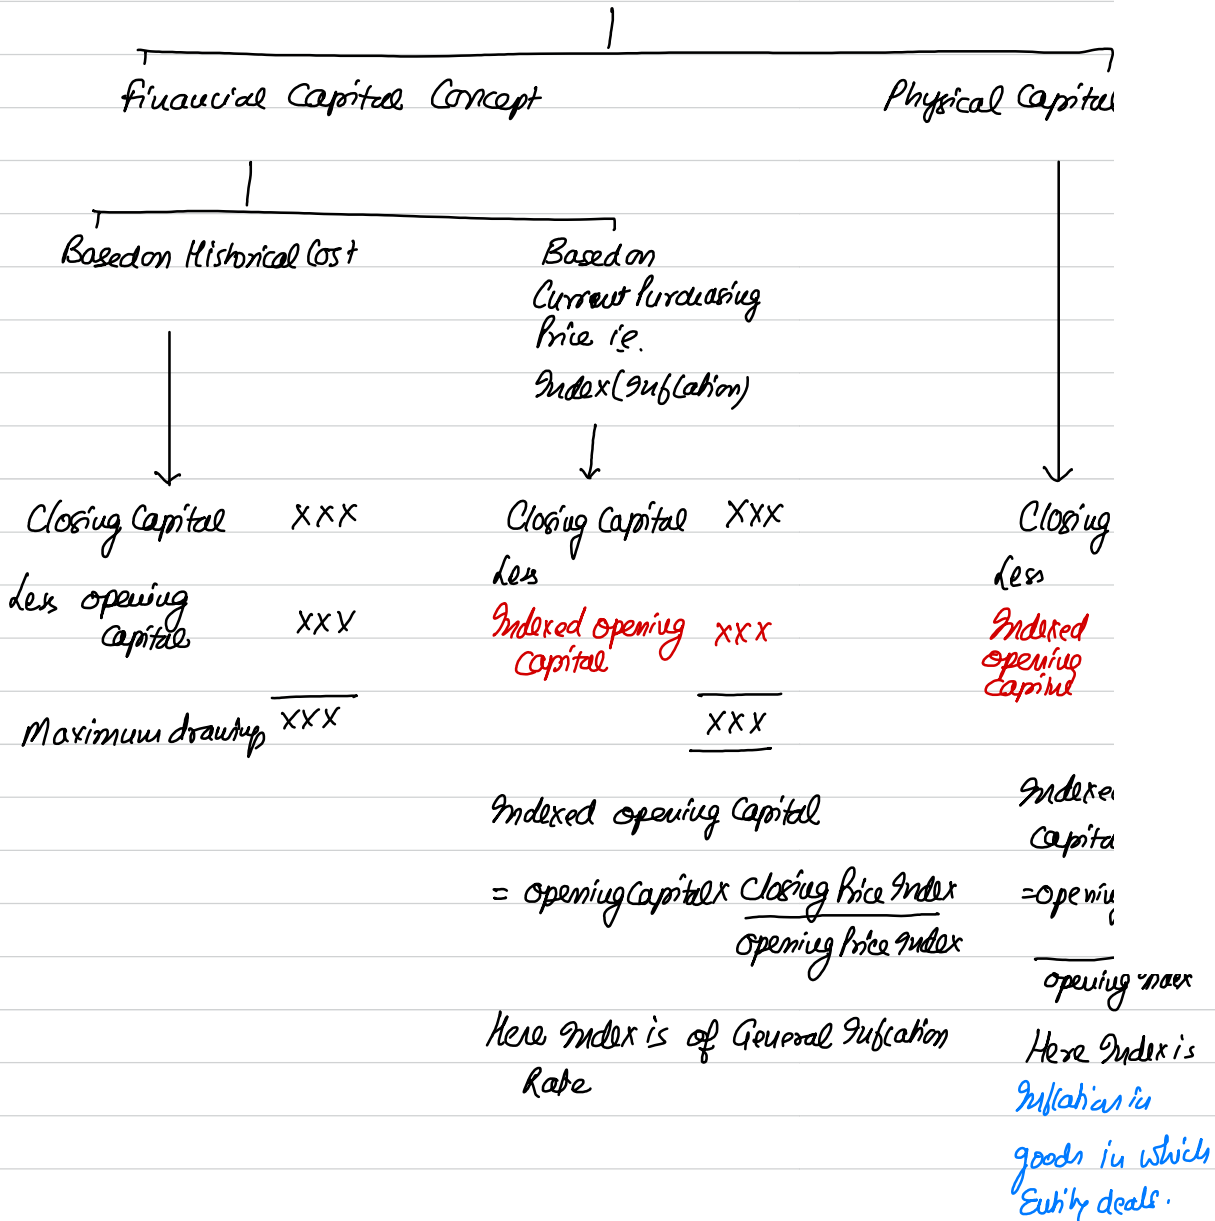 Financial Capital Concept
Physical Capital
Based on Historical Cost
Based on
Current Purchasing
Price i.e.
Index (Inflation)
Closing Capital XXX
Less opening
Capital XXX
Maximum drawings XXX
Closing Capital XXX
Less
Indexed opening XXX
Capital
XXX
Indexed opening Capital
= opening Capital x Closing Price Index
opening Price Index
Here Index is of General Inflation
Rate
Closing
Less
Indexed
opening
Capital
Indexe
Capita
= opening
opening
Here Index is
Inflation in
goods in which
Entity deals.